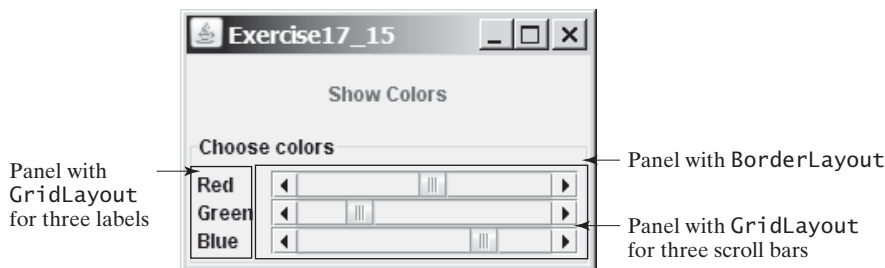 Exercise17_15
Show Colors
Choose colors
Panel with BorderLayout
Panel with
GridLayout
for three labels
Red
Green
Blue
Panel with GridLayout
for three scroll bars